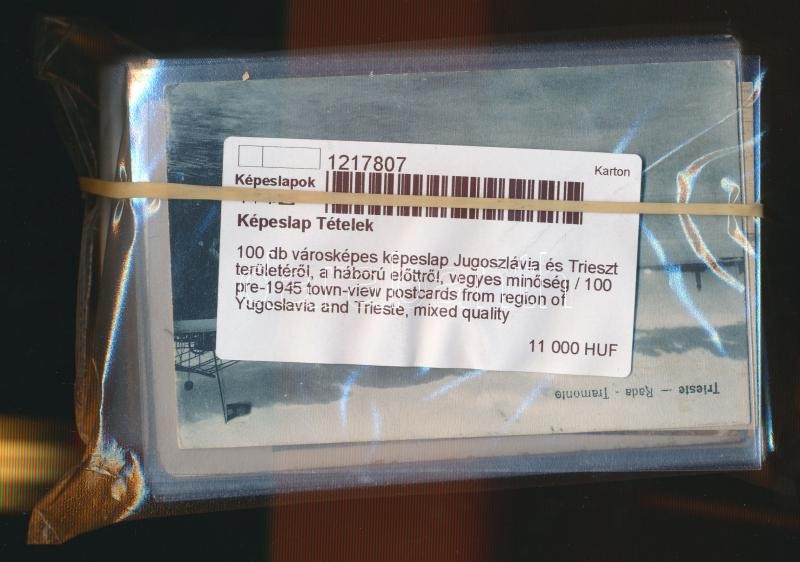 1217807
Karton
Képeslapok
Képeslap Tételek
100 db városképes képeslap Jugoszlávia és Trieszt
területéről, a háború előttről, vegyes minőség / 100
pre-1945 town-view postcards from region of
Yugoslavia and Trieste, mixed quality
11 000 HUF
Trieste — Rada - Tramonto